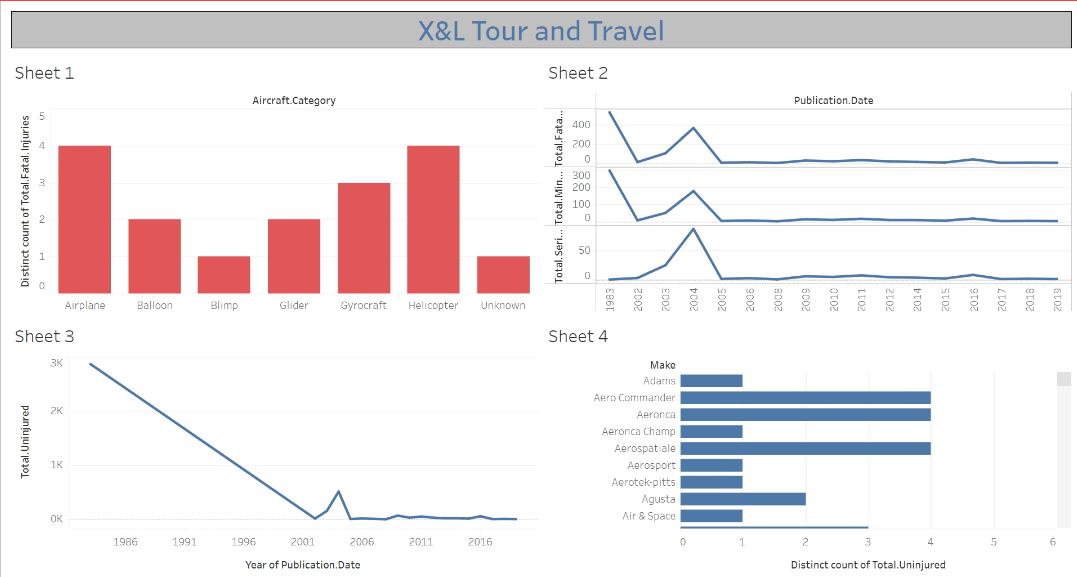 X&L Tour and Travel
Sheet 1
Aircraft.Category
Distinct count of Total.Fatal.Injuries
5
4
3
2
1
0
Airplane Balloon Blimp Glider Gyrocraft Helicopter Unknown
Sheet 2
Publication.Date
Total.Fata...
400
200
0
Total.Min...
300
200
100
0
Total.Seri...
50
0
1983 2002 2003 2004 2005 2006 2008 2009 2010 2011 2012 2014 2015 2016 2017 2018 2019
Sheet 3
Total.Uninjured
3K
2K
1K
0K
1986 1991 1996 2001 2006 2011 2016
Year of Publication.Date
Sheet 4
Make
Adams
Aero Commander
Aeronca
Aeronca Champ
Aerospatiale
Aerosport
Aerotek-pitts
Agusta
Air & Space
0 1 2 3 4 5 6
Distinct count of Total.Uninjured